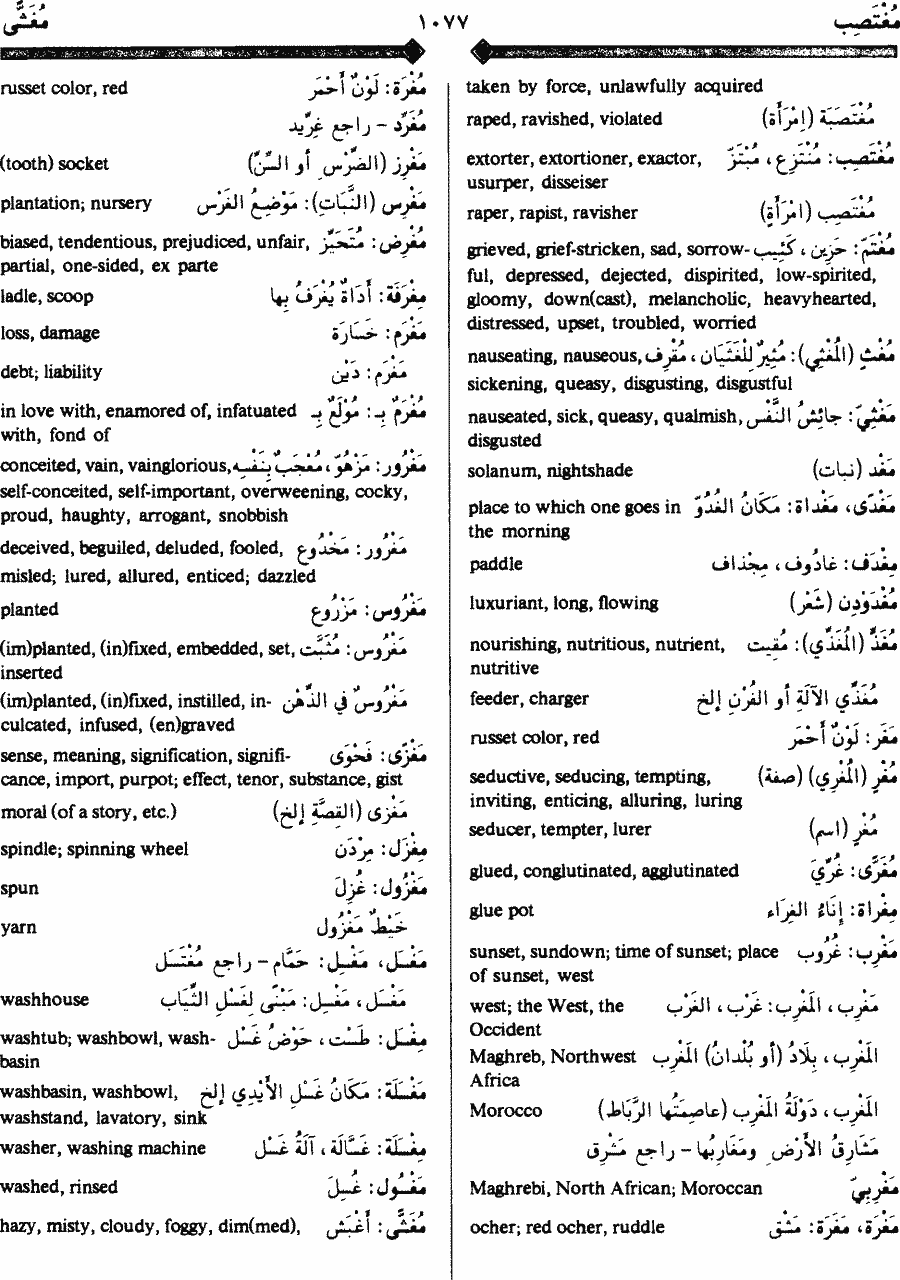 مُغْتَصِب ١٠٧٧ مُغَشًّى
taken by force, unlawfully acquired
raped, ravished, violated مُغْتَصَبَة (اِمْرَأَة)
extorter, extortioner, exactor, مُغْتَصِب: مُنْتَزِع، مُبْتَزّ
usurper, disseiser
raper, rapist, ravisher مُغْتَصِب (امْرَأَةٍ)
grieved, grief-stricken, sad, sorrow- مُغْتَمّ: حَزِين، كَئِيب
ful, depressed, dejected, dispirited, low-spirited,
gloomy, down(cast), melancholic, heavyhearted,
distressed, upset, troubled, worried
nauseating, nauseous, مُغْثٍ (المُغْثِي): مُثِيرٌ لِلْغَثَيَان، مُقْرِف
sickening, queasy, disgusting, disgustful
nauseated, sick, queasy, qualmish, مَغْثِيّ: جائِشُ النَّفْس
disgusted
solanum, nightshade مَغْد (نبات)
place to which one goes in مَغْدًى، مَغْداة: مَكَانُ الغُدُوّ
the morning
paddle مِغْدَف: غادُوف، مِجْذاف
luxuriant, long, flowing مُغْدَوْدِن (شَعْر)
nourishing, nutritious, nutrient, مُغَذٍّ (المُغَذِّي): مُقِيت
nutritive
feeder, charger مُغَذِّي الآلَةِ أو الفُرْنِ إلخ
russet color, red مَغَر: لَوْنٌ أَحْمَر
seductive, seducing, tempting, مُغْرٍ (المُغْرِي) (صفة)
inviting, enticing, alluring, luring
seducer, tempter, lurer مُغْرٍ (اسم)
glued, conglutinated, agglutinated مُغَرًّى: غُرِّيَ
glue pot مِغْراة: إِنَاءُ الغِرَاء
sunset, sundown; time of sunset; place مَغْرِب: غُرُوب
of sunset, west
west; the West, the مَغْرِب، المَغْرِب: غَرْب، الغَرْب
Occident
Maghreb, Northwest المَغْرِب، بِلَادُ (أو بُلْدانُ) المَغْرِب
Africa
Morocco المَغْرِب، دَوْلَةُ المَغْرِب (عاصِمَتُها الرَّبَاط)
مَشَارِقُ الأَرْضِ ومَغَارِبُها - راجع مَشْرِق
Maghrebi, North African; Moroccan مَغْرِبِيّ
ocher; red ocher, ruddle مَغْرَة، مَغَرَة: مَشْق
russet color, red مُغْرَة: لَوْنٌ أَحْمَر
مُغَرِّد - راجع غِرِّيد
(tooth) socket مَغْرِز (الضِّرْسِ أو السِّنّ)
plantation; nursery مَغْرِس (النَّبَاتِ): مَوْضِعُ الغَرْس
biased, tendentious, prejudiced, unfair, مُغْرِض: مُتَحَيِّز
partial, one-sided, ex parte
ladle, scoop مِغْرَفَة: أَدَاةٌ يُغْرَفُ بِها
loss, damage مَغْرَم: خَسَارَة
debt; liability مَغْرَم: دَيْن
in love with, enamored of, infatuated مُغْرَمٌ بِـ: مُوْلَعٌ بِـ
with, fond of
conceited, vain, vainglorious, مَغْرُور: مَزْهُوّ، مُعْجَبٌ بِنَفْسِه
self-conceited, self-important, overweening, cocky,
proud, haughty, arrogant, snobbish
deceived, beguiled, deluded, fooled, مَغْرُور: مَخْدُوع
misled; lured, allured, enticed; dazzled
planted مَغْرُوس: مَزْرُوع
(im)planted, (in)fixed, embedded, set, مَغْرُوس: مُثَبَّت
inserted
(im)planted, (in)fixed, instilled, in- مَغْرُوسٌ في الذِّهْن
culcated, infused, (en)graved
sense, meaning, signification, signifi- مَغْزًى: فَحْوَى
cance, import, purpot; effect, tenor, substance, gist
moral (of a story, etc.) مَغْزى (القِصَّةِ إلخ)
spindle; spinning wheel مِغْزَل: مِرْدَن
spun مَغْزُول: غُزِلَ
yarn خَيْطٌ مَغْزُول
مَغْسَل، مَغْسِل: حَمَّام - راجع مُغْتَسَل
washhouse مَغْسَل، مَغْسِل: مَبْنًى لِغَسْلِ الثِّيَاب
washtub; washbowl, wash- مِغْسَل: طَسْت، حَوْضُ غَسْل
basin
washbasin, washbowl, مَغْسَلَة: مَكَانُ غَسْلِ الأَيْدِي إلخ
washstand, lavatory, sink
washer, washing machine مِغْسَلَة: غَسَّالَة، آلَةُ غَسْل
washed, rinsed مَغْسُول: غُسِلَ
hazy, misty, cloudy, foggy, dim(med), مُغَشًّى: أَغْبَش